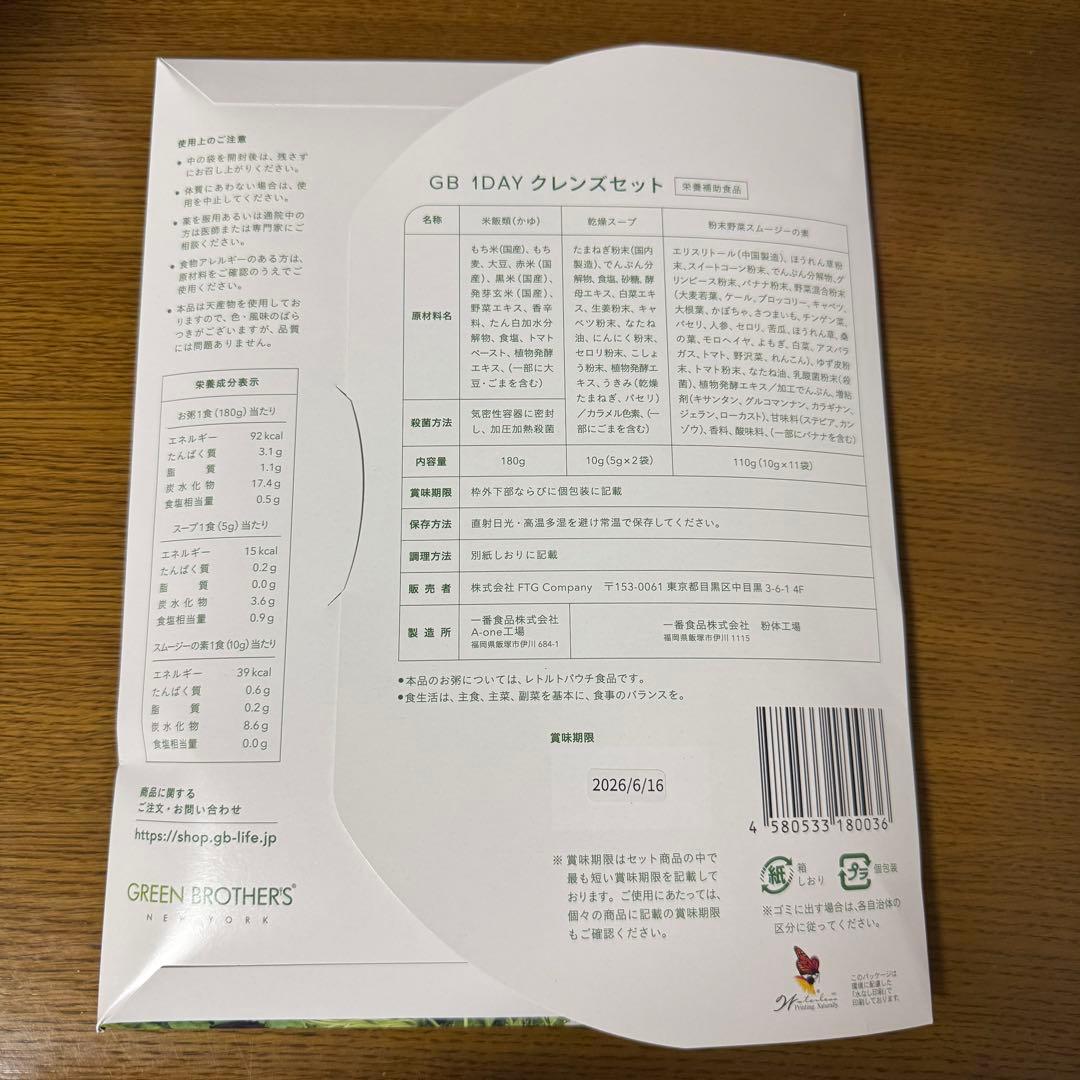 使用上のご注意
● 中の袋を開封後は、残さず
にお召し上がりください。
● 体質にあわない場合は、使
用を中止してください。
● 薬を服用あるいは通院中の
方は医師または専門家にご
相談ください。
● 食物アレルギーのある方は、
原材料をご確認のうえでご
使用ください。
● 本品は天産物を使用してお
りますので、色・風味のばら
つきがございますが、品質
には問題ありません。
栄養成分表示
お粥1食(180g)当たり
エネルギー 92kcal
たんぱく質 3.1g
脂質 1.1g
炭水化物 17.4g
食塩相当量 0.5g
スープ1食(5g)当たり
エネルギー 15kcal
たんぱく質 0.2g
脂質 0.0g
炭水化物 3.6g
食塩相当量 0.9g
スムージーの素1食(10g)当たり
エネルギー 39kcal
たんぱく質 0.6g
脂質 0.2g
炭水化物 8.6g
食塩相当量 0.0g
商品に関する
ご注文・お問い合わせ
https://shop.gb-life.jp
GREEN BROTHER'S®
NEW YORK
GB 1DAY クレンズセット 栄養補助食品
名称 米飯類(かゆ) 乾燥スープ 粉末野菜スムージーの素
原材料名
もち米(国産)、もち
麦、大豆、赤米(国
産)、黒米(国産)、
発芽玄米(国産)、
野菜エキス、香辛
料、たん白加水分
解物、食塩、トマト
ペースト、植物発酵
エキス、(一部に大
豆・ごまを含む)
たまねぎ粉末(国内
製造)、でんぷん分
解物、食塩、砂糖、酵
母エキス、白菜エキ
ス、生姜粉末、キャ
ベツ粉末、なたね
油、にんにく粉末、
セロリ粉末、こしょ
う粉末、植物発酵エ
キス、うきみ(乾燥
たまねぎ、パセリ)
/カラメル色素、(一
部にごまを含む)
エリスリトール(中国製造)、ほうれん草粉
末、スイートコーン粉末、でんぷん分解物、グ
リンピース粉末、バナナ粉末、野菜混合粉末
(大麦若葉、ケール、ブロッコリー、キャベツ、
大根葉、かぼちゃ、さつまいも、チンゲン菜、
パセリ、人参、セロリ、苦瓜、ほうれん草、桑
の葉、モロヘイヤ、よもぎ、白菜、アスパラ
ガス、トマト、野沢菜、れんこん)、ゆず皮粉
末、トマト粉末、なたね油、乳酸菌粉末(殺
菌)、植物発酵エキス/加工でんぷん、増粘
剤(キサンタン、グルコマンナン、カラギナン、
ジェラン、ローカスト)、甘味料(ステビア、カン
ゾウ)、香料、酸味料、(一部にバナナを含む)
殺菌方法
気密性容器に密封
し、加圧加熱殺菌
内容量 180g 10g(5g×2袋) 110g(10g×11袋)
賞味期限 枠外下部ならびに個包装に記載
保存方法 直射日光・高温多湿を避け常温で保存してください。
調理方法 別紙しおりに記載
販売者 株式会社 FTG Company 〒153-0061 東京都目黒区中目黒 3-6-1 4F
製造所
一番食品株式会社
A-one工場
福岡県飯塚市伊川 684-1
一番食品株式会社 粉体工場
福岡県飯塚市伊川 1115
●本品のお粥については、レトルトパウチ食品です。
●食生活は、主食、主菜、副菜を基本に、食事のバランスを。
賞味期限
2026/6/16
4 580533 180036
※ 賞味期限はセット商品の中で
最も短い賞味期限を記載して
おります。ご使用にあたっては、
個々の商品に記載の賞味期限
もご確認ください。
紙 箱
しおり
プラ 個包装
※ゴミに出す場合は、各自治体の
区分に従ってください。
Waterless
Printing. Naturally.
このパッケージは
環境に配慮した
「水なし印刷」で
印刷しております。